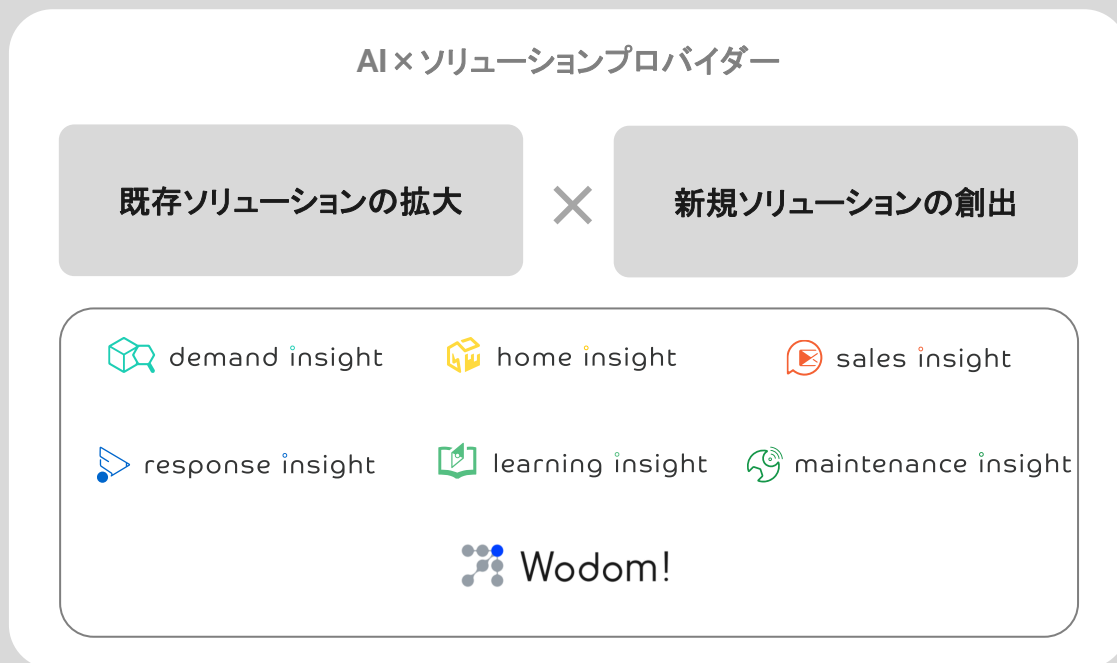 AI×ソリューションプロバイダー
既存ソリューションの拡大 × 新規ソリューションの創出
demand insight home insight sales insight
response insight learning insight maintenance insight
Wodom!